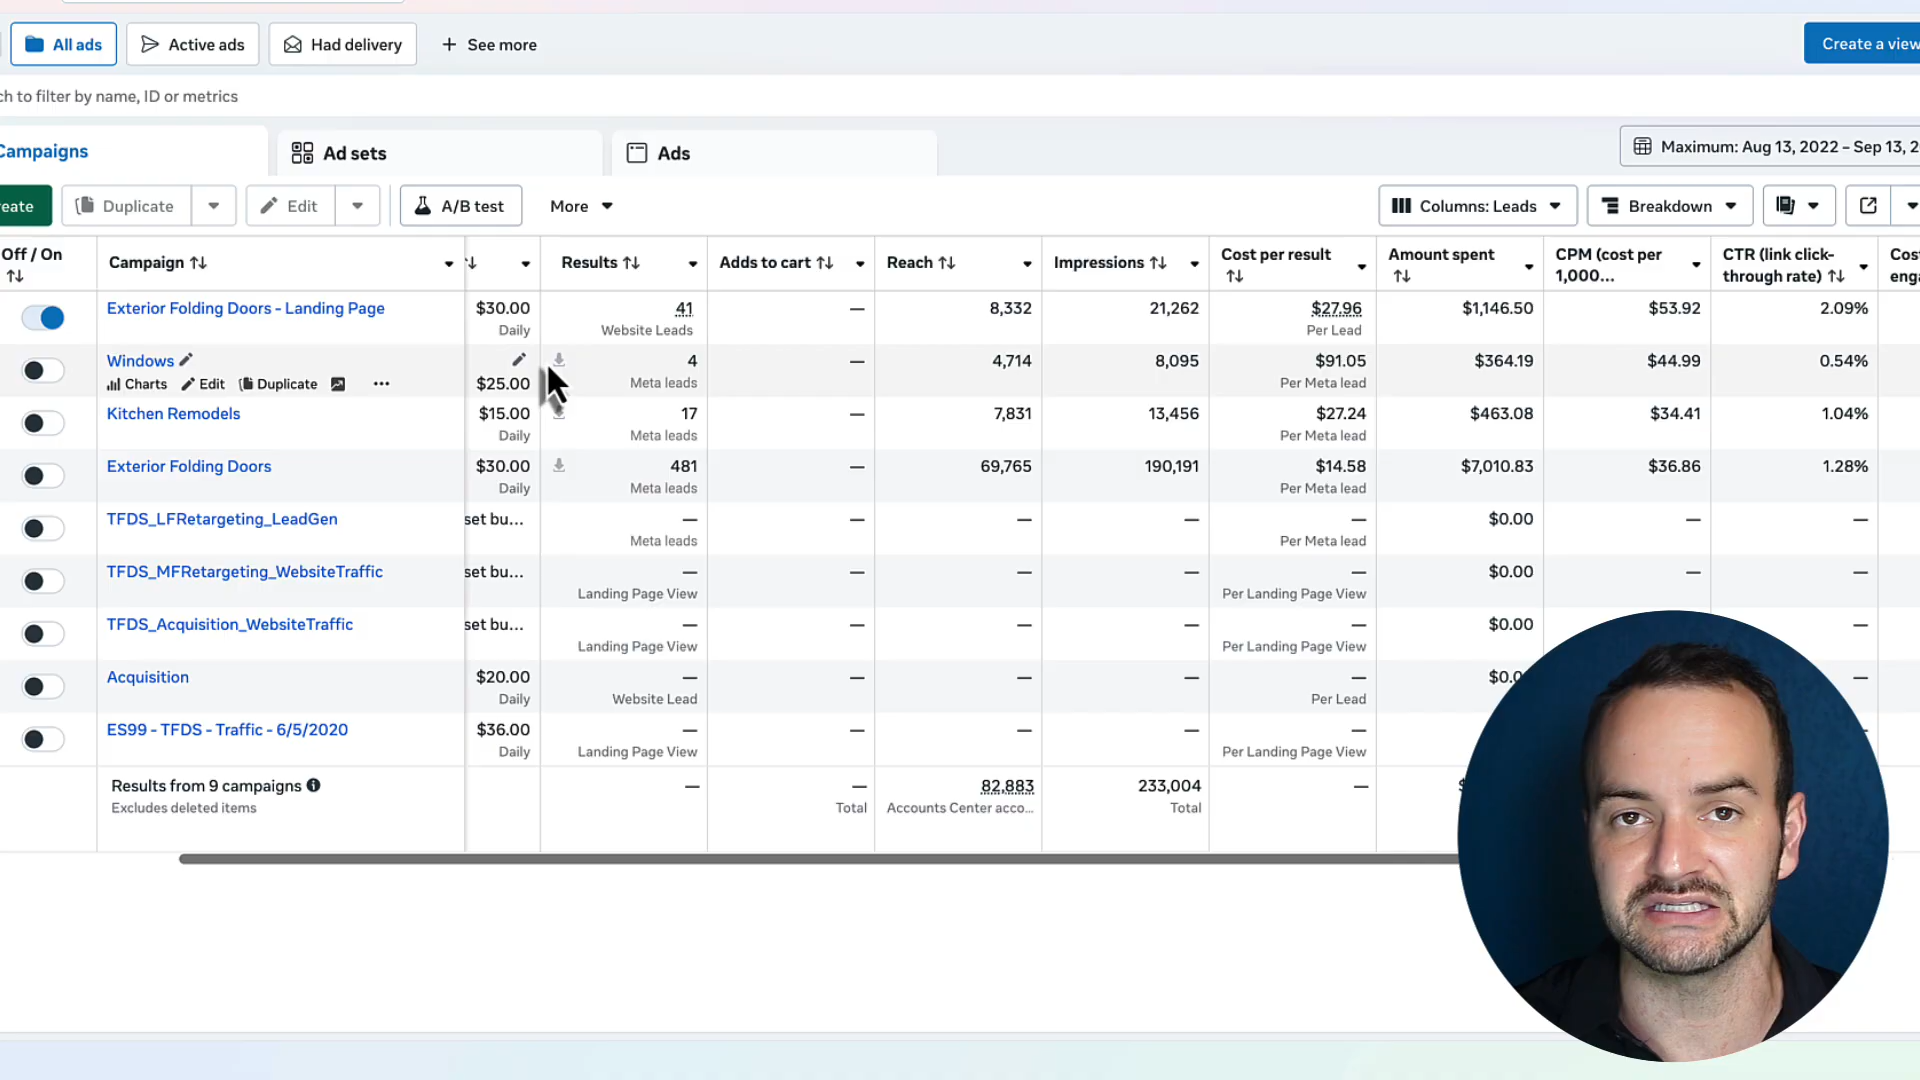 All ads
Active ads
Had delivery
+ See more
Create a view
ch to filter by name, ID or metrics
Campaigns
Ad sets
Ads
Maximum: Aug 13, 2022 – Sep 13, 2
eate
Duplicate
Edit
A/B test
More
Columns: Leads
Breakdown
Off / On
Campaign
Results
Adds to cart
Reach
Impressions
Cost per result
Amount spent
CPM (cost per 1,000...
CTR (link click-through rate)
Cos
enga
Exterior Folding Doors - Landing Page $30.00 41 — 8,332 21,262 $27.96 $1,146.50 $53.92 2.09%
Daily Website Leads Per Lead
Windows 4 — 4,714 8,095 $91.05 $364.19 $44.99 0.54%
Charts Edit Duplicate ... $25.00 Meta leads Per Meta lead
Kitchen Remodels $15.00 17 — 7,831 13,456 $27.24 $463.08 $34.41 1.04%
Daily Meta leads Per Meta lead
Exterior Folding Doors $30.00 481 — 69,765 190,191 $14.58 $7,010.83 $36.86 1.28%
Daily Meta leads Per Meta lead
TFDS_LFRetargeting_LeadGen set bu... — — — — — $0.00 — —
Meta leads Per Meta lead
TFDS_MFRetargeting_WebsiteTraffic set bu... — — — — — $0.00 — —
Landing Page View Per Landing Page View
TFDS_Acquisition_WebsiteTraffic set bu... — — — — — $0.00 —
Landing Page View Per Landing Page View
Acquisition $20.00 — — — — — $0.0 —
Daily Website Lead Per Lead
ES99 - TFDS - Traffic - 6/5/2020 $36.00 — — — — — —
Daily Landing Page View Per Landing Page View
Results from 9 campaigns — — 82,883 233,004 — $
Excludes deleted items Total Accounts Center acco... Total